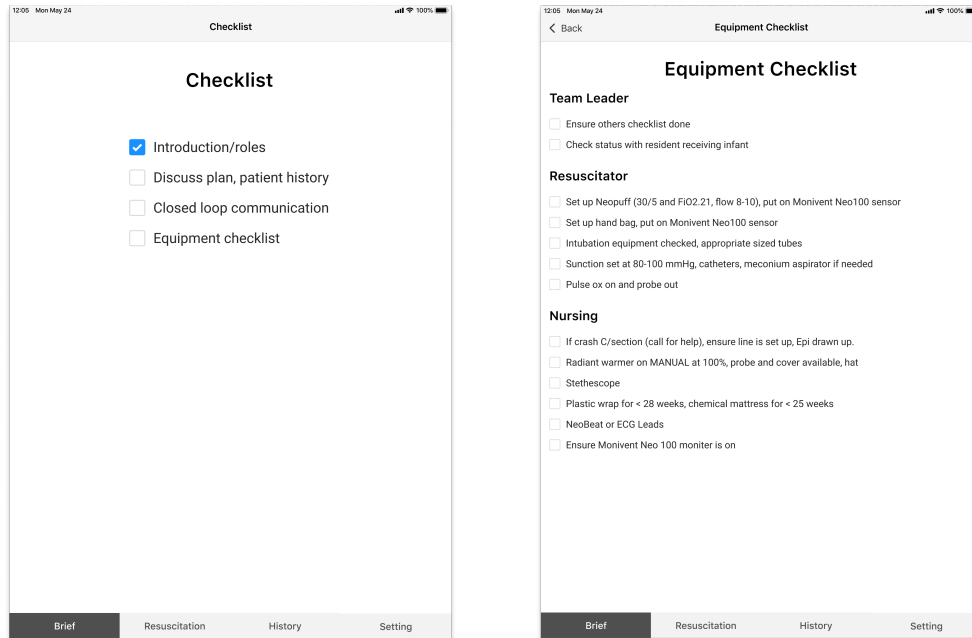 12:05 Mon May 24 100%
Checklist
Checklist
Introduction/roles
Discuss plan, patient history
Closed loop communication
Equipment checklist
Brief Resuscitation History Setting
12:05 Mon May 24 100%
Back Equipment Checklist
Equipment Checklist
Team Leader
Ensure others checklist done
Check status with resident receiving infant
Resuscitator
Set up Neopuff (30/5 and FiO2.21, flow 8-10), put on Monivent Neo100 sensor
Set up hand bag, put on Monivent Neo100 sensor
Intubation equipment checked, appropriate sized tubes
Sunction set at 80-100 mmHg, catheters, meconium aspirator if needed
Pulse ox on and probe out
Nursing
If crash C/section (call for help), ensure line is set up, Epi drawn up.
Radiant warmer on MANUAL at 100%, probe and cover available, hat
Stethescope
Plastic wrap for < 28 weeks, chemical mattress for < 25 weeks
NeoBeat or ECG Leads
Ensure Monivent Neo 100 moniter is on
Brief Resuscitation History Setting